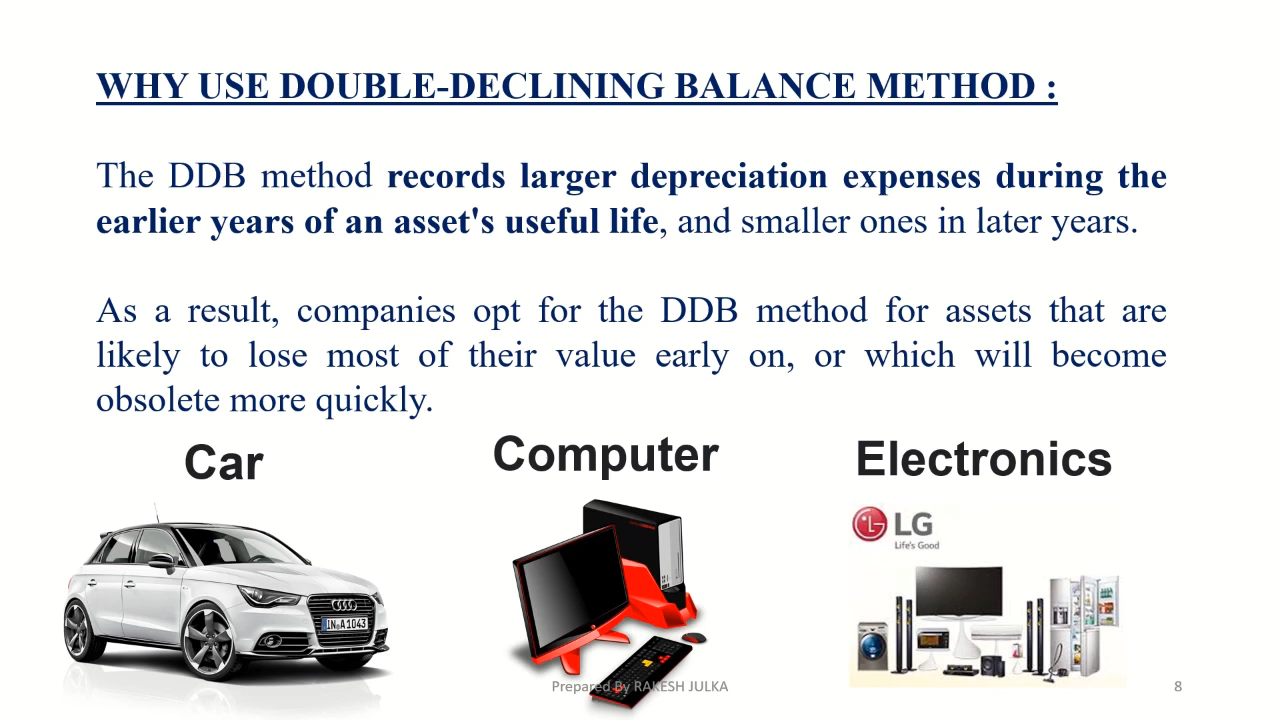 WHY USE DOUBLE-DECLINING BALANCE METHOD :
The DDB method records larger depreciation expenses during the
earlier years of an asset's useful life, and smaller ones in later years.
As a result, companies opt for the DDB method for assets that are
likely to lose most of their value early on, or which will become
obsolete more quickly.
Car
Computer
Electronics
LG
Life's Good
IN A1043
Prepared By RAKESH JULKA
8